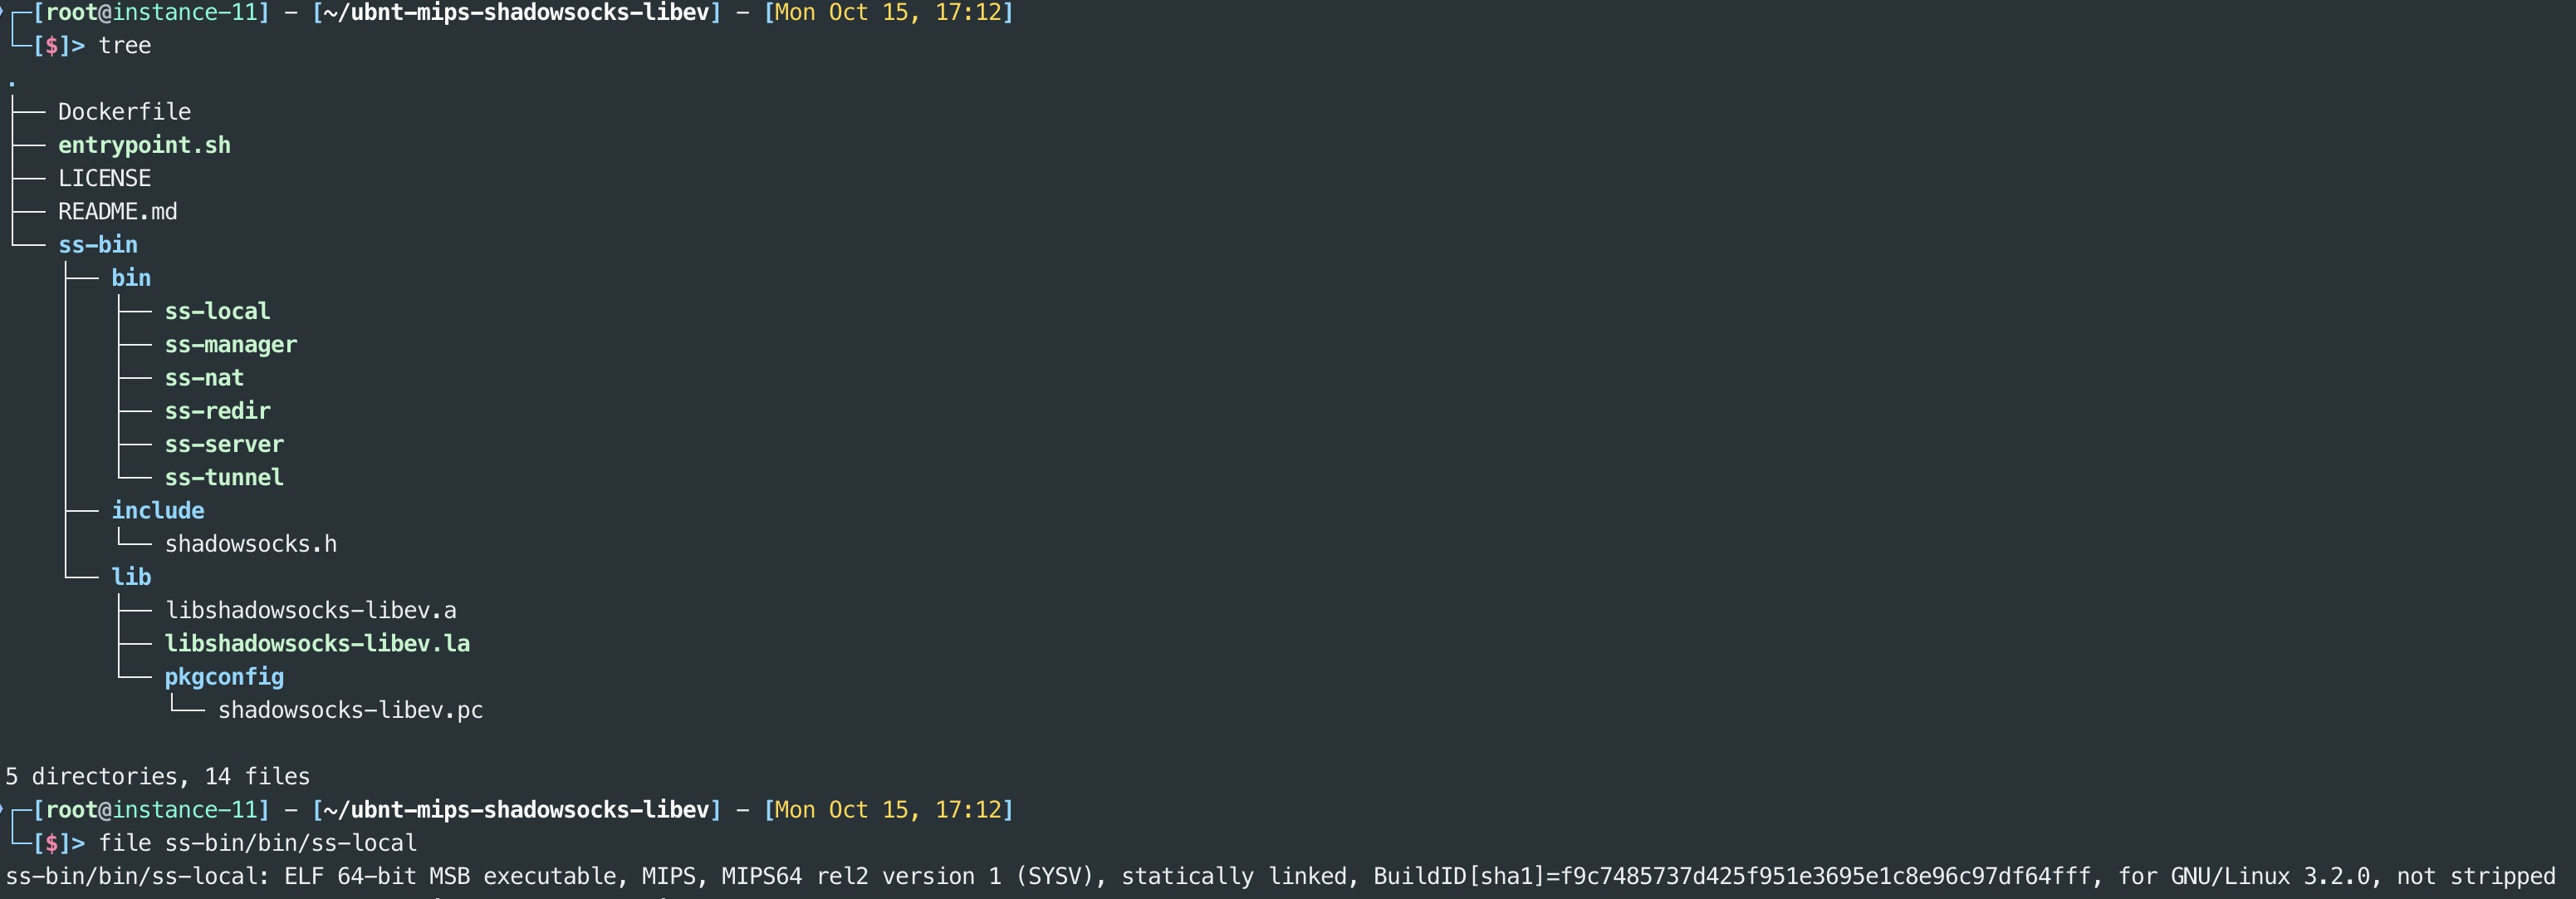 ┌─[root@instance-11] – [~/ubnt-mips-shadowsocks-libev] – [Mon Oct 15, 17:12]
└─[$]> tree
.
├── Dockerfile
├── entrypoint.sh
├── LICENSE
├── README.md
└── ss-bin
    ├── bin
    │   ├── ss-local
    │   ├── ss-manager
    │   ├── ss-nat
    │   ├── ss-redir
    │   ├── ss-server
    │   └── ss-tunnel
    ├── include
    │   └── shadowsocks.h
    └── lib
        ├── libshadowsocks-libev.a
        ├── libshadowsocks-libev.la
        └── pkgconfig
            └── shadowsocks-libev.pc
5 directories, 14 files
┌─[root@instance-11] – [~/ubnt-mips-shadowsocks-libev] – [Mon Oct 15, 17:12]
└─[$]> file ss-bin/bin/ss-local
ss-bin/bin/ss-local: ELF 64-bit MSB executable, MIPS, MIPS64 rel2 version 1 (SYSV), statically linked, BuildID[sha1]=f9c7485737d425f951e3695e1c8e96c97df64fff, for GNU/Linux 3.2.0, not stripped